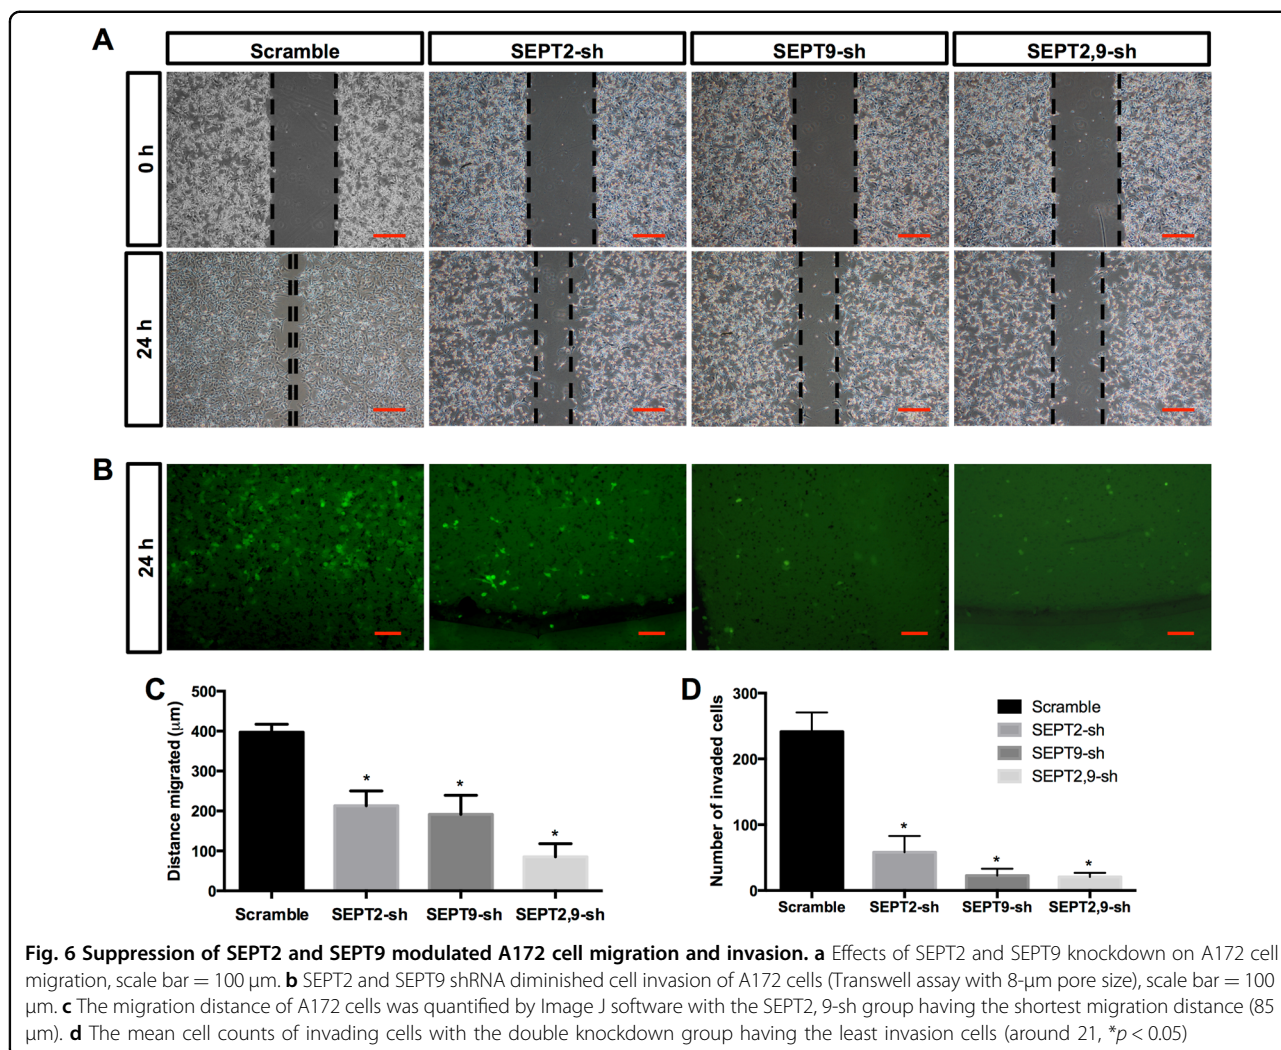 A
Scramble
SEPT2-sh
SEPT9-sh
SEPT2,9-sh
0 h
24 h
B
24 h
C
Distance migrated (μm)
500
400
300
200
100
0
*
*
*
Scramble
SEPT2-sh
SEPT9-sh
SEPT2,9-sh
D
Number of invaded cells
300
200
100
0
*
*
*
Scramble
SEPT2-sh
SEPT9-sh
SEPT2,9-sh
Scramble
SEPT2-sh
SEPT9-sh
SEPT2,9-sh
Fig. 6 Suppression of SEPT2 and SEPT9 modulated A172 cell migration and invasion. a Effects of SEPT2 and SEPT9 knockdown on A172 cell
migration, scale bar = 100 μm. b SEPT2 and SEPT9 shRNA diminished cell invasion of A172 cells (Transwell assay with 8-μm pore size), scale bar = 100
μm. c The migration distance of A172 cells was quantified by Image J software with the SEPT2, 9-sh group having the shortest migration distance (85
μm). d The mean cell counts of invading cells with the double knockdown group having the least invasion cells (around 21, *p < 0.05)